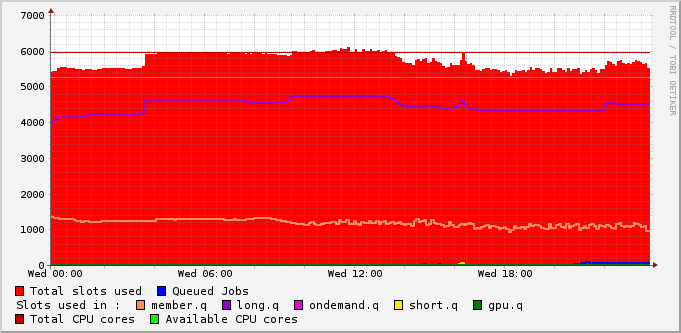 7000
6000
5000
4000
3000
2000
1000
0
Wed 00:00 Wed 06:00 Wed 12:00 Wed 18:00
Total slots used Queued Jobs
Slots used in : member.q long.q ondemand.q short.q gpu.q
Total CPU cores Available CPU cores
RRDTOOL / TOBI OETIKER